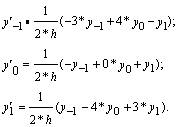 y'₋₁ = 1/(2*h) (-3*y₋₁+4*y₀-y₁);
y'₀ = 1/(2*h) (-y₋₁+0*y₀+y₁);
y'₁ = 1/(2*h) (y₋₁-4*y₀+3*y₁).